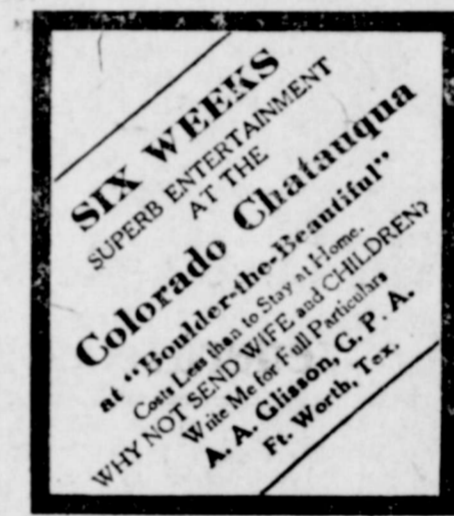 SIX WEEKS
SUPERB ENTERTAINMENT
AT THE
Colorado Chatauqua
at "Boulder-the-Beautiful"
Costs Less than to Stay at Home.
WHY NOT SEND WIFE and CHILDREN?
Write Me for Full Particulars
A. A. Glisson, G. P. A.
Ft. Worth, Tex.